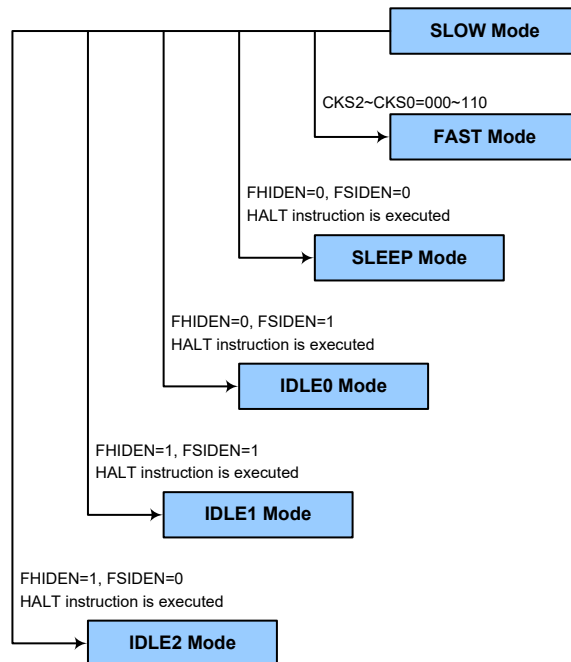 SLOW Mode
CKS2~CKS0=000~110
FAST Mode
FHIDEN=0, FSIDEN=0
HALT instruction is executed
SLEEP Mode
FHIDEN=0, FSIDEN=1
HALT instruction is executed
IDLE0 Mode
FHIDEN=1, FSIDEN=1
HALT instruction is executed
IDLE1 Mode
FHIDEN=1, FSIDEN=0
HALT instruction is executed
IDLE2 Mode